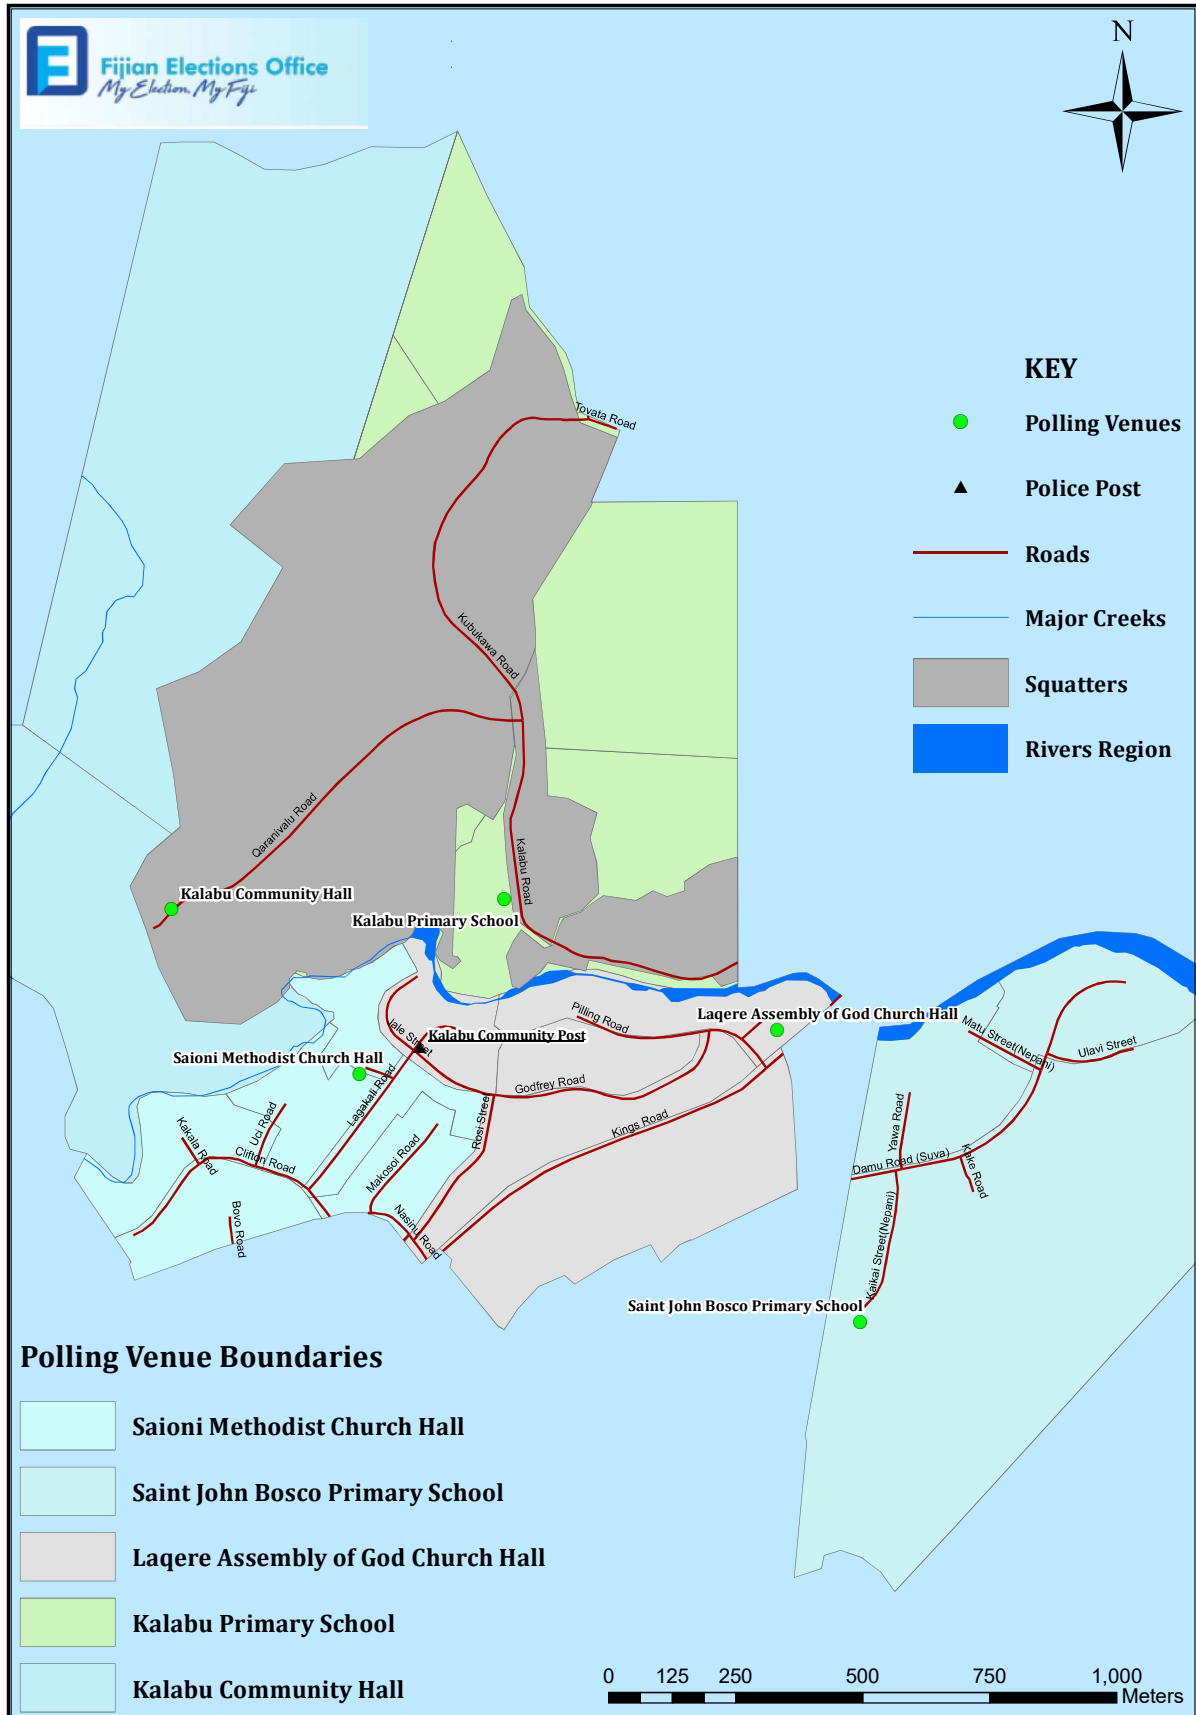 Fijian Elections Office
My Election, My Fiji
N
KEY
Polling Venues
Police Post
Roads
Major Creeks
Squatters
Rivers Region
Tovata Road
Kubukawa Road
Qaranivalu Road
Kalabu Road
Kalabu Community Hall
Kalabu Primary School
Piling Road
Laqere Assembly of God Church Hall
Jale Street
Kalabu Community Post
Saioni Methodist Church Hall
Lagakali Road
Godfrey Road
Rosi Street
Kings Road
Kakala Road
Uci Road
Clifton Road
Makosoi Road
Bovo Road
Nasinu Road
Matu Street(Nepani)
Ulavi Street
Yawa Road
Damu Road (Suva)
Kake Road
Kaikai Street(Nepani)
Saint John Bosco Primary School
Polling Venue Boundaries
Saioni Methodist Church Hall
Saint John Bosco Primary School
Laqere Assembly of God Church Hall
Kalabu Primary School
Kalabu Community Hall
0 125 250 500 750 1,000
Meters